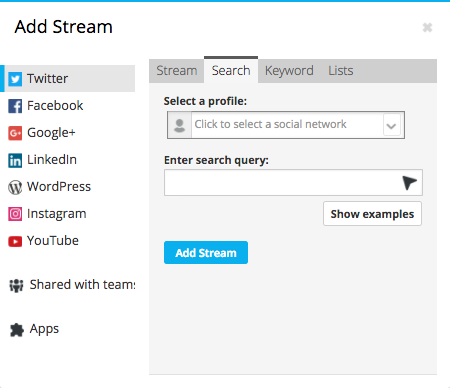 Add Stream
Twitter
Facebook
Google+
LinkedIn
WordPress
Instagram
YouTube
Shared with teams
Apps
Stream Search Keyword Lists
Select a profile:
Click to select a social network
Enter search query:
Show examples
Add Stream